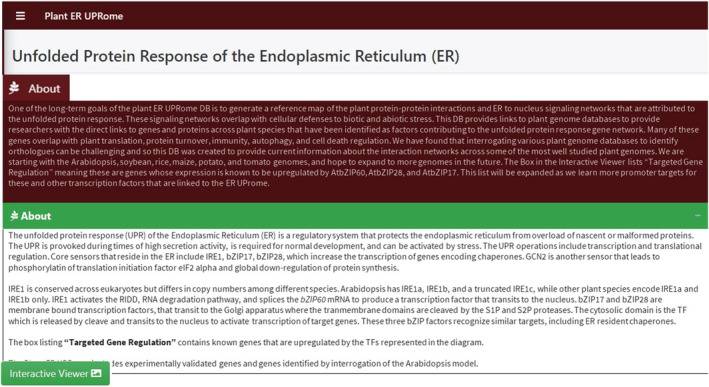 Plant ER UPRome
Unfolded Protein Response of the Endoplasmic Reticulum (ER)
About
One of the long-term goals of the plant ER UPRome DB is to generate a reference map of the plant protein-protein interactions and ER to nucleus signaling networks that are attributed to
the unfolded protein response. These signaling networks overlap with cellular defenses to biotic and abiotic stress. This DB provides links to plant genome databases to provide
researchers with the direct links to genes and proteins across plant species that have been identified as factors contributing to the unfolded protein response gene network. Many of these
genes overlap with plant translation, protein turnover, immunity, autophagy, and cell death regulation. We have found that interrogating various plant genome databases to identify
orthologues can be challenging and so this DB was created to provide current information about the interaction networks across some of the most well studied plant genomes. We are
starting with the Arabidopsis, soybean, rice, maize, potato, and tomato genomes, and hope to expand to more genomes in the future. The Box in the Interactive Viewer lists "Targeted Gene
Regulation" meaning these are genes whose expression is known to be upregulated by AtbZIP60, AtbZIP28, and AtbZIP17. This list will be expanded as we learn more promoter targets for
these and other transcription factors that are linked to the ER UProme.
About
The unfolded protein response (UPR) of the Endoplasmic Reticulum (ER) is a regulatory system that protects the endoplasmic reticulum from overload of nascent or malformed proteins.
The UPR is provoked during times of high secretion activity, is required for normal development, and can be activated by stress. The UPR operations include transcription and translational
regulation. Core sensors that reside in the ER include IRE1, bZIP17, bZIP28, which increase the transcription of genes encoding chaperones. GCN2 is another sensor that leads to
phosphorylatin of translation initiation factor eIF2 alpha and global down-regulation of protein synthesis.
IRE1 is conserved across eukaryotes but differs in copy numbers among different species. Arabidopsis has IRE1a, IRE1b, and a truncated IRE1c, while other plant species encode IRE1a and
IRE1b only. IRE1 activates the RIDD, RNA degradation pathway, and splices the bZIP60 mRNA to produce a transcription factor that transits to the nucleus. bZIP17 and bZIP28 are
membrane bound transcription factors, that transit to the Golgi apparatus where the tranmembrane domains are cleaved by the S1P and S2P proteases. The cytosolic domain is the TF
which is released by cleave and transits to the nucleus to activate transcription of target genes. These three bZIP factors recognize similar targets, including ER resident chaperones.
The box listing "Targeted Gene Regulation" contains known genes that are upregulated by the TFs represented in the diagram.
includes experimentally validated genes and genes identified by interrogation of the Arabidopsis model.
Interactive Viewer